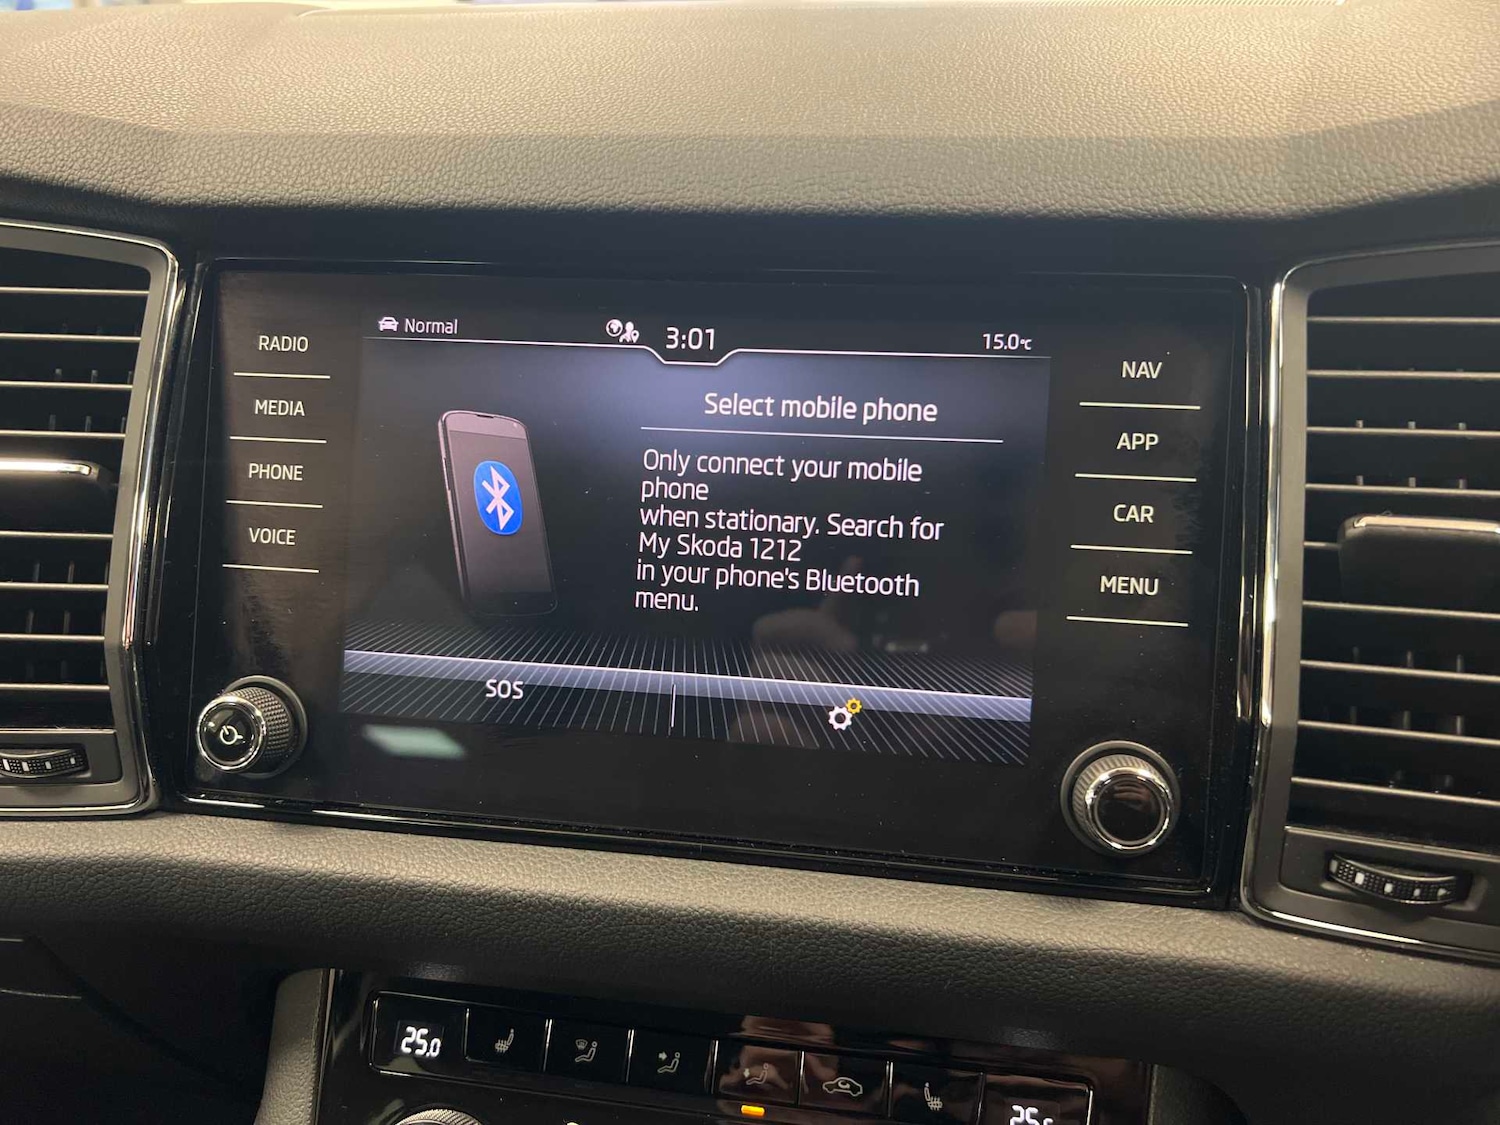 Normal
3:01
15.0°C
RADIO
MEDIA
PHONE
VOICE
Select mobile phone
Only connect your mobile
phone
when stationary. Search for
My Skoda 1212
in your phone's Bluetooth
menu.
SOS
NAV
APP
CAR
MENU
25.0